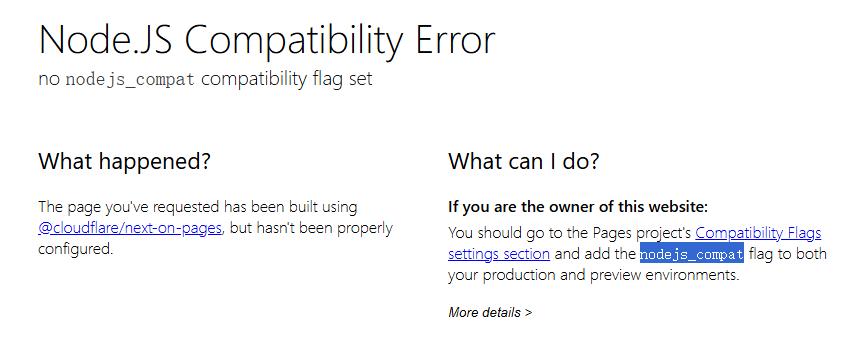 Node.JS Compatibility Error
no nodejs_compat compatibility flag set
What happened?
The page you've requested has been built using
@cloudflare/next-on-pages, but hasn't been properly
configured.
What can I do?
If you are the owner of this website:
You should go to the Pages project's Compatibility Flags
settings section and add the nodejs_compat flag to both
your production and preview environments.
More details >